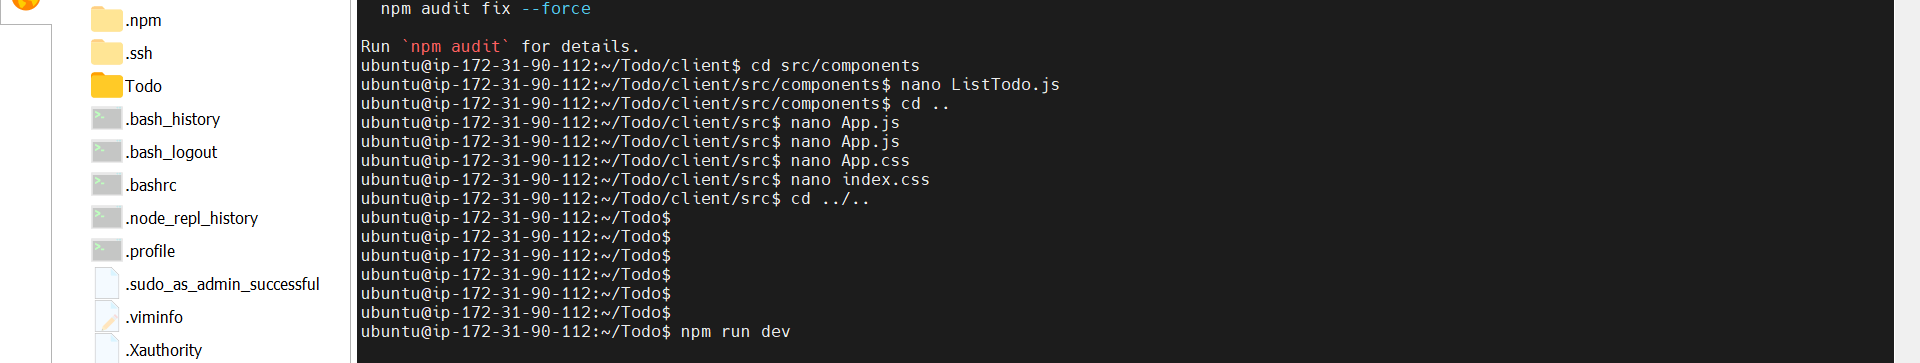 .npm
.ssh
Todo
.bash_history
.bash_logout
.bashrc
.node_repl_history
.profile
.sudo_as_admin_successful
.viminfo
.Xauthority
npm audit fix --force
Run `npm audit` for details.
ubuntu@ip-172-31-90-112:~/Todo/client$ cd src/components
ubuntu@ip-172-31-90-112:~/Todo/client/src/components$ nano ListTodo.js
ubuntu@ip-172-31-90-112:~/Todo/client/src/components$ cd ..
ubuntu@ip-172-31-90-112:~/Todo/client/src$ nano App.js
ubuntu@ip-172-31-90-112:~/Todo/client/src$ nano App.js
ubuntu@ip-172-31-90-112:~/Todo/client/src$ nano App.css
ubuntu@ip-172-31-90-112:~/Todo/client/src$ nano index.css
ubuntu@ip-172-31-90-112:~/Todo/client/src$ cd ../..
ubuntu@ip-172-31-90-112:~/Todo$
ubuntu@ip-172-31-90-112:~/Todo$
ubuntu@ip-172-31-90-112:~/Todo$
ubuntu@ip-172-31-90-112:~/Todo$
ubuntu@ip-172-31-90-112:~/Todo$
ubuntu@ip-172-31-90-112:~/Todo$
ubuntu@ip-172-31-90-112:~/Todo$ npm run dev